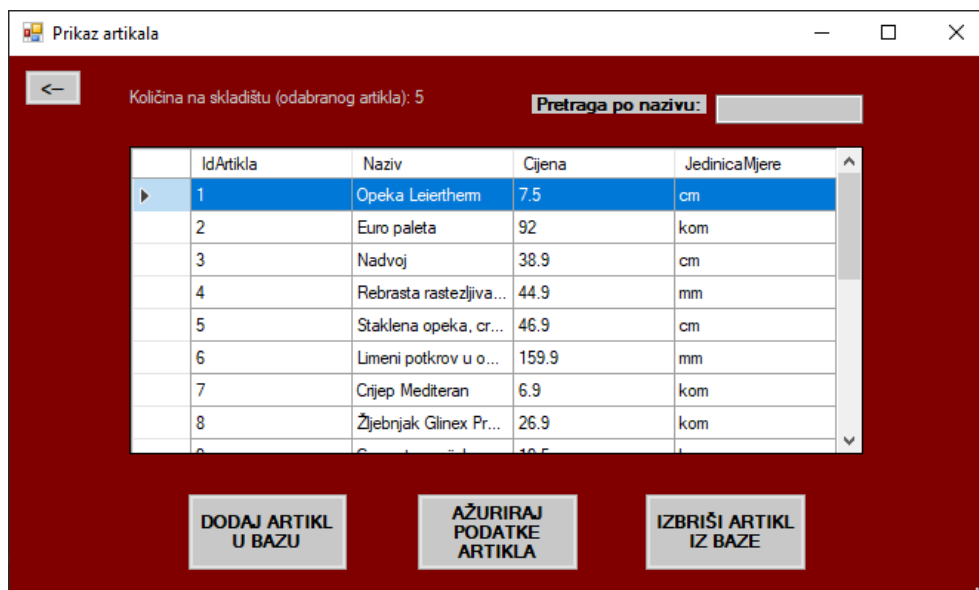 Prikaz artikala
<--
Količina na skladištu (odabranog artikla): 5
Pretraga po nazivu:
IdArtikla Naziv Cijena JedinicaMjere
1 Opeka Leiertherm 7.5 cm
2 Euro paleta 92 kom
3 Nadvoj 38.9 cm
4 Rebrasta rastezljiva... 44.9 mm
5 Staklena opeka, cr... 46.9 cm
6 Limeni potkrov u o... 159.9 mm
7 Crijep Mediteran 6.9 kom
8 Žljebnjak Glinex Pr... 26.9 kom
DODAJ ARTIKL
U BAZU
AŽURIRAJ
PODATKE
ARTIKLA
IZBRIŠI ARTIKL
IZ BAZE